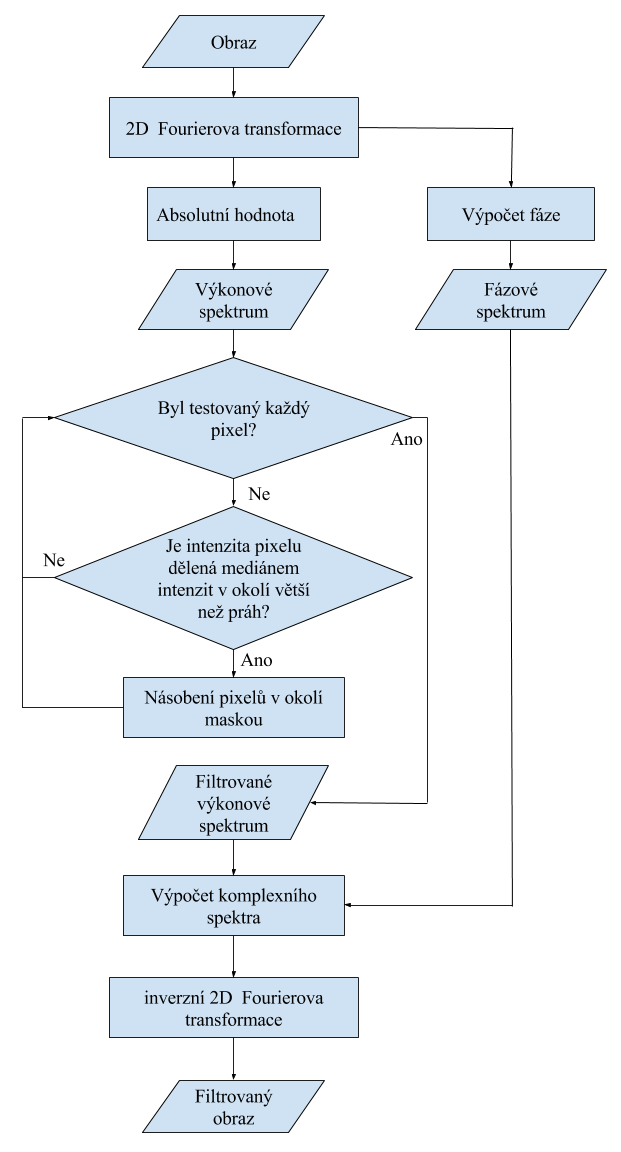 Obraz
2D  Fourierova transformace
Absolutní hodnota
Výpočet fáze
Výkonové
spektrum
Fázové
spektrum
Byl testovaný každý
pixel?
Ano
Ne
Je intenzita pixelu
dělená mediánem
intenzit v okolí větší
než práh?
Ne
Ano
Násobení pixelů v okolí
maskou
Filtrované
výkonové
spektrum
Výpočet komplexního
spektra
inverzní 2D  Fourierova
transformace
Filtrovaný
obraz